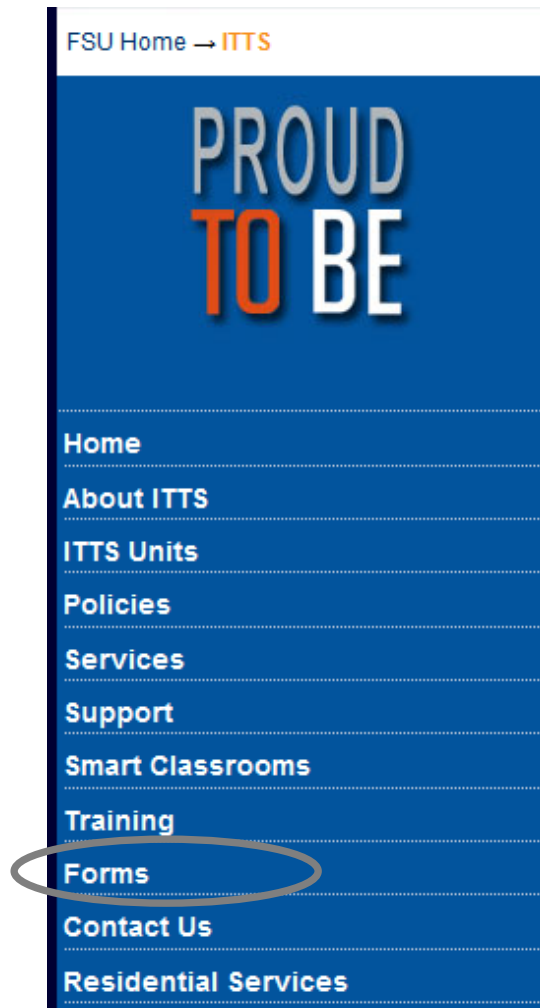 FSU Home → ITTS
PROUD
TO BE
Home
About ITTS
ITTS Units
Policies
Services
Support
Smart Classrooms
Training
Forms
Contact Us
Residential Services